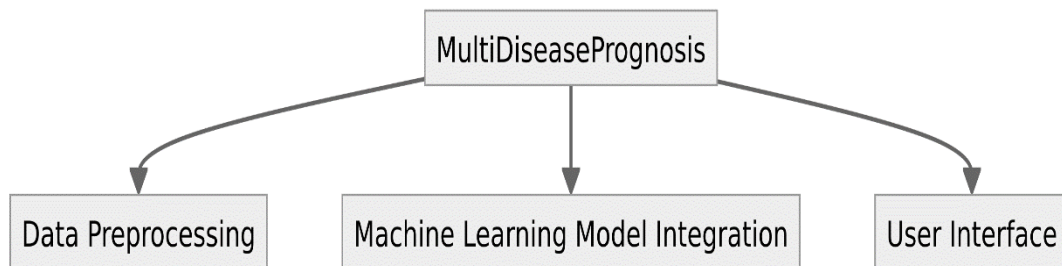 MultiDiseasePrognosis
Data Preprocessing
Machine Learning Model Integration
User Interface